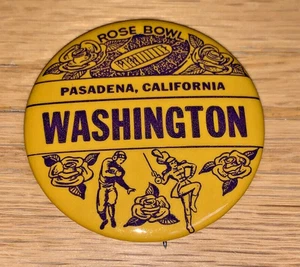 ROSE BOWL
PASADENA, CALIFORNIA
WASHINGTON